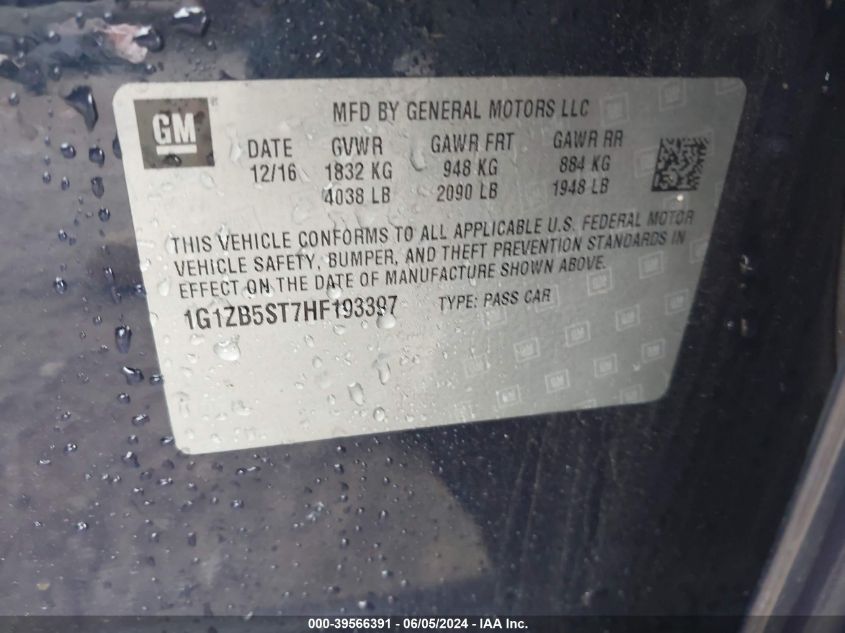 GM
MFD BY GENERAL MOTORS LLC
DATE GVWR GAWR FRT GAWR RR
12/16 1832 KG 948 KG 884 KG
4038 LB 2090 LB 1948 LB
THIS VEHICLE CONFORMS TO ALL APPLICABLE U.S. FEDERAL MOTOR
VEHICLE SAFETY, BUMPER, AND THEFT PREVENTION STANDARDS IN
EFFECT ON THE DATE OF MANUFACTURE SHOWN ABOVE.
1G1ZB5ST7HF193397 TYPE: PASS CAR
000-39566391 - 06/05/2024 - IAA Inc.